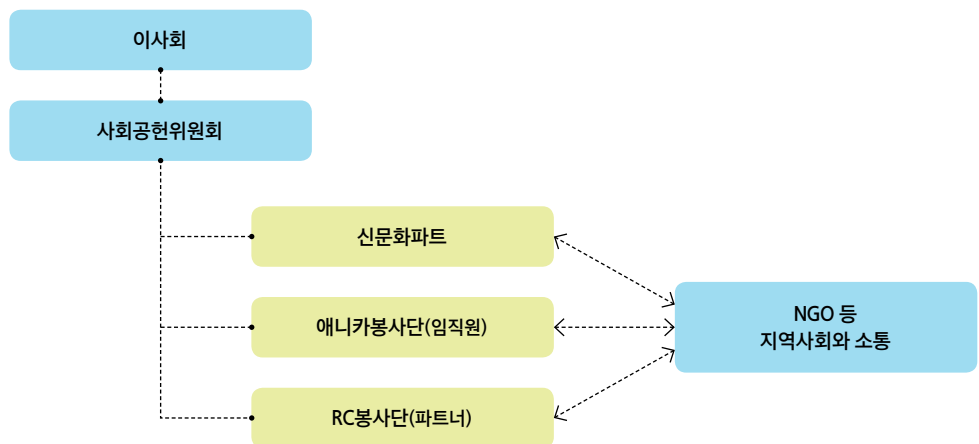 이사회
사회공헌위원회
신문화파트
애니카봉사단(임직원)
RC봉사단(파트너)
NGO 등
지역사회와 소통